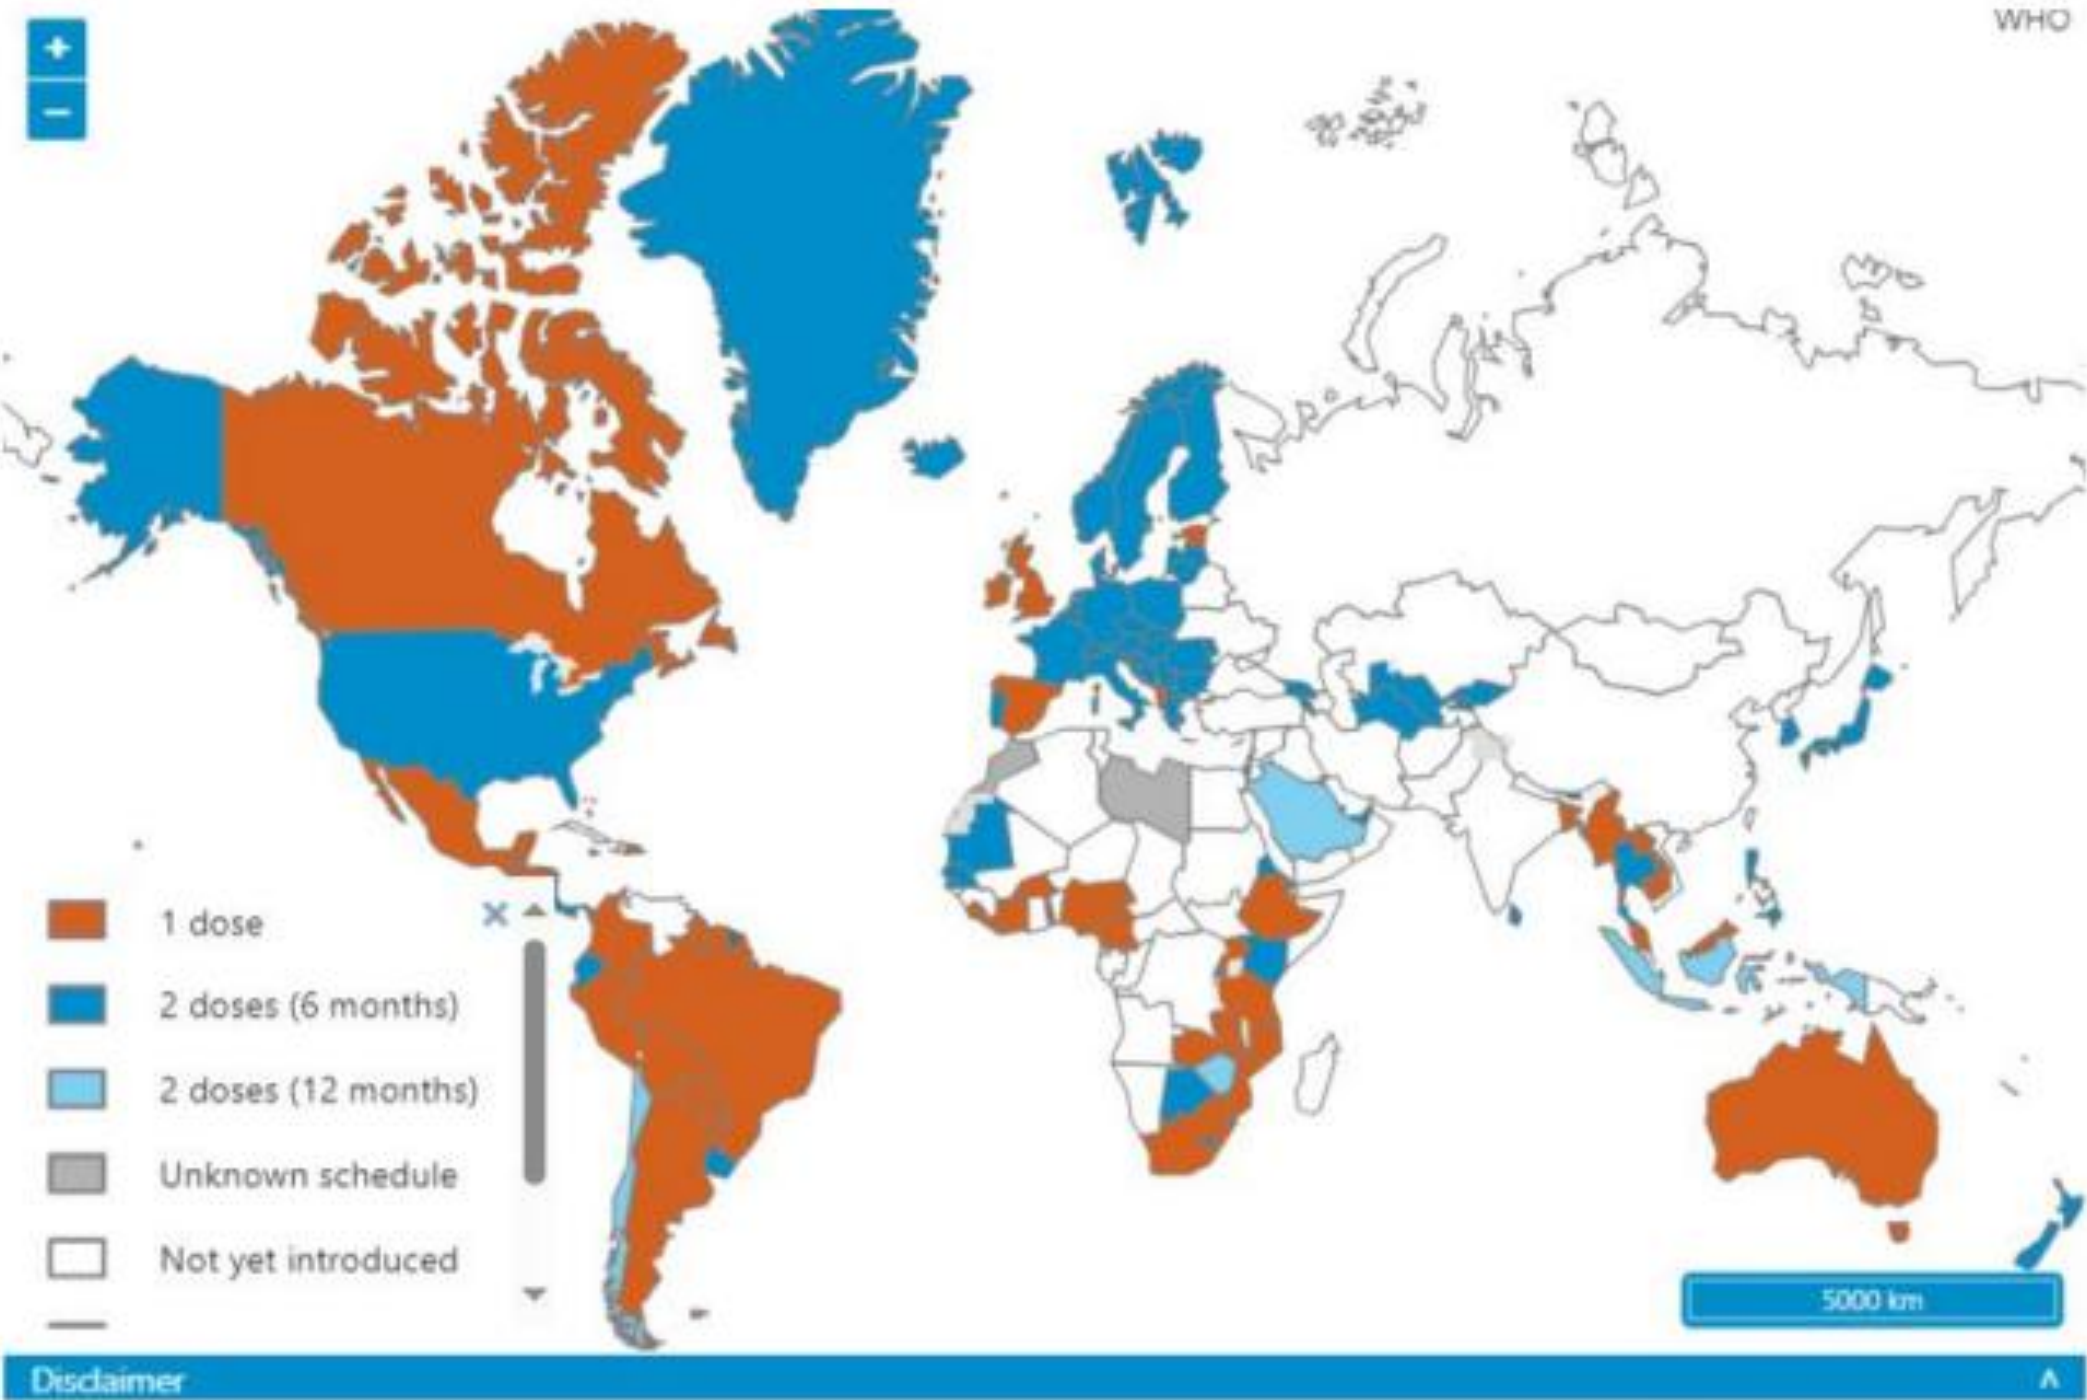 WHO
+
−
1 dose
2 doses (6 months)
2 doses (12 months)
Unknown schedule
Not yet introduced
5000 km
Disclaimer